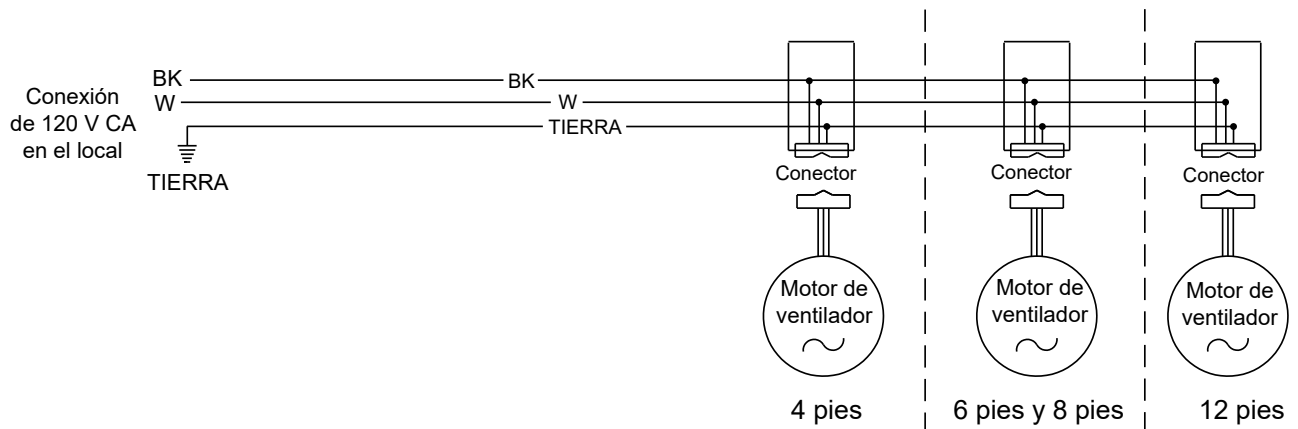 Conexión
de 120 V CA
en el local
BK
W
TIERRA
BK
W
TIERRA
Conector
Conector
Conector
Motor de
ventilador
Motor de
ventilador
Motor de
ventilador
4 pies
6 pies y 8 pies
12 pies